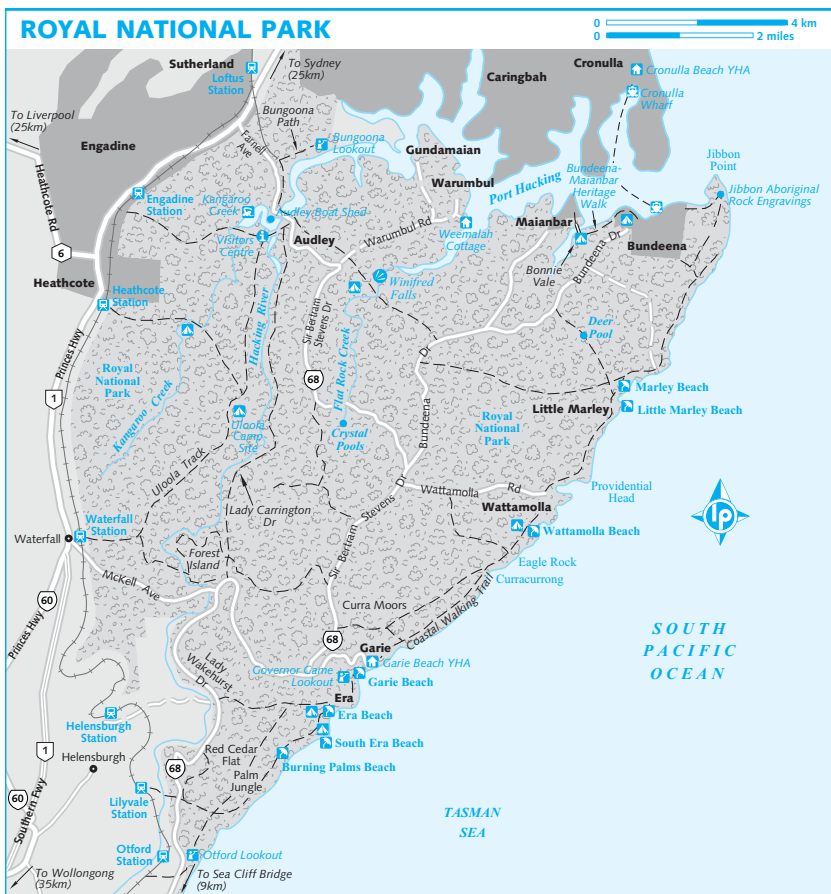 ROYAL NATIONAL PARK
0 4 km
0 2 miles
Sutherland
Loftus
Station
To Sydney
(25km)
Caringbah
Cronulla
Cronulla Beach YHA
Cronulla
Wharf
To Liverpool
(25km)
Engadine
Bungoona
Path
Farnell
Ave
Bungoona
Lookout
Gundamaian
Warumbul
Port Hacking
Bundeena-
Maianbar
Heritage
Walk
Jibbon
Point
Jibbon Aboriginal
Rock Engravings
Heathcote Rd
Engadine
Station
Kangaroo
Creek
Audley Boat Shed
Visitors
Centre
Audley
Warumbul Rd
Weemalah
Cottage
Maianbar
Bundeena
Bonnie
Vale
Bundeena Dr
6
Heathcote
Heathcote
Station
Winifred
Falls
Hacking River
Sir Bertram
Stevens Dr
Flat Rock Creek
Deer
Pool
Princes Hwy
Royal
National
Park
Kangaroo Creek
1
68
Dr
Bundeena
Marley Beach
Little Marley
Little Marley Beach
Uloola
Camp
Site
Crystal
Pools
Royal
National
Park
Uloola Track
Lady Carrington
Dr
Wattamolla
Rd
Providential
Head
Wattamolla
Wattamolla Beach
LP
Waterfall
Waterfall
Station
Sir Bertram
Stevens Dr
Forest
Island
Eagle Rock
Curracurrong
McKell Ave
60
Princes Hwy
Curra Moors
Coastal Walking Trail
68
Garie
Garie Beach YHA
Lady
Wakehurst
Dr
Governor Game
Lookout
Garie Beach
SOUTH
PACIFIC
OCEAN
Era
Era Beach
Helensburgh
Station
South Era Beach
1
Helensburgh
68
Red Cedar
Flat
Palm
Jungle
Burning Palms Beach
60
Southern Fwy
Lilyvale
Station
TASMAN
SEA
Otford
Station
Otford Lookout
To Wollongong
(35km)
To Sea Cliff Bridge
(9km)